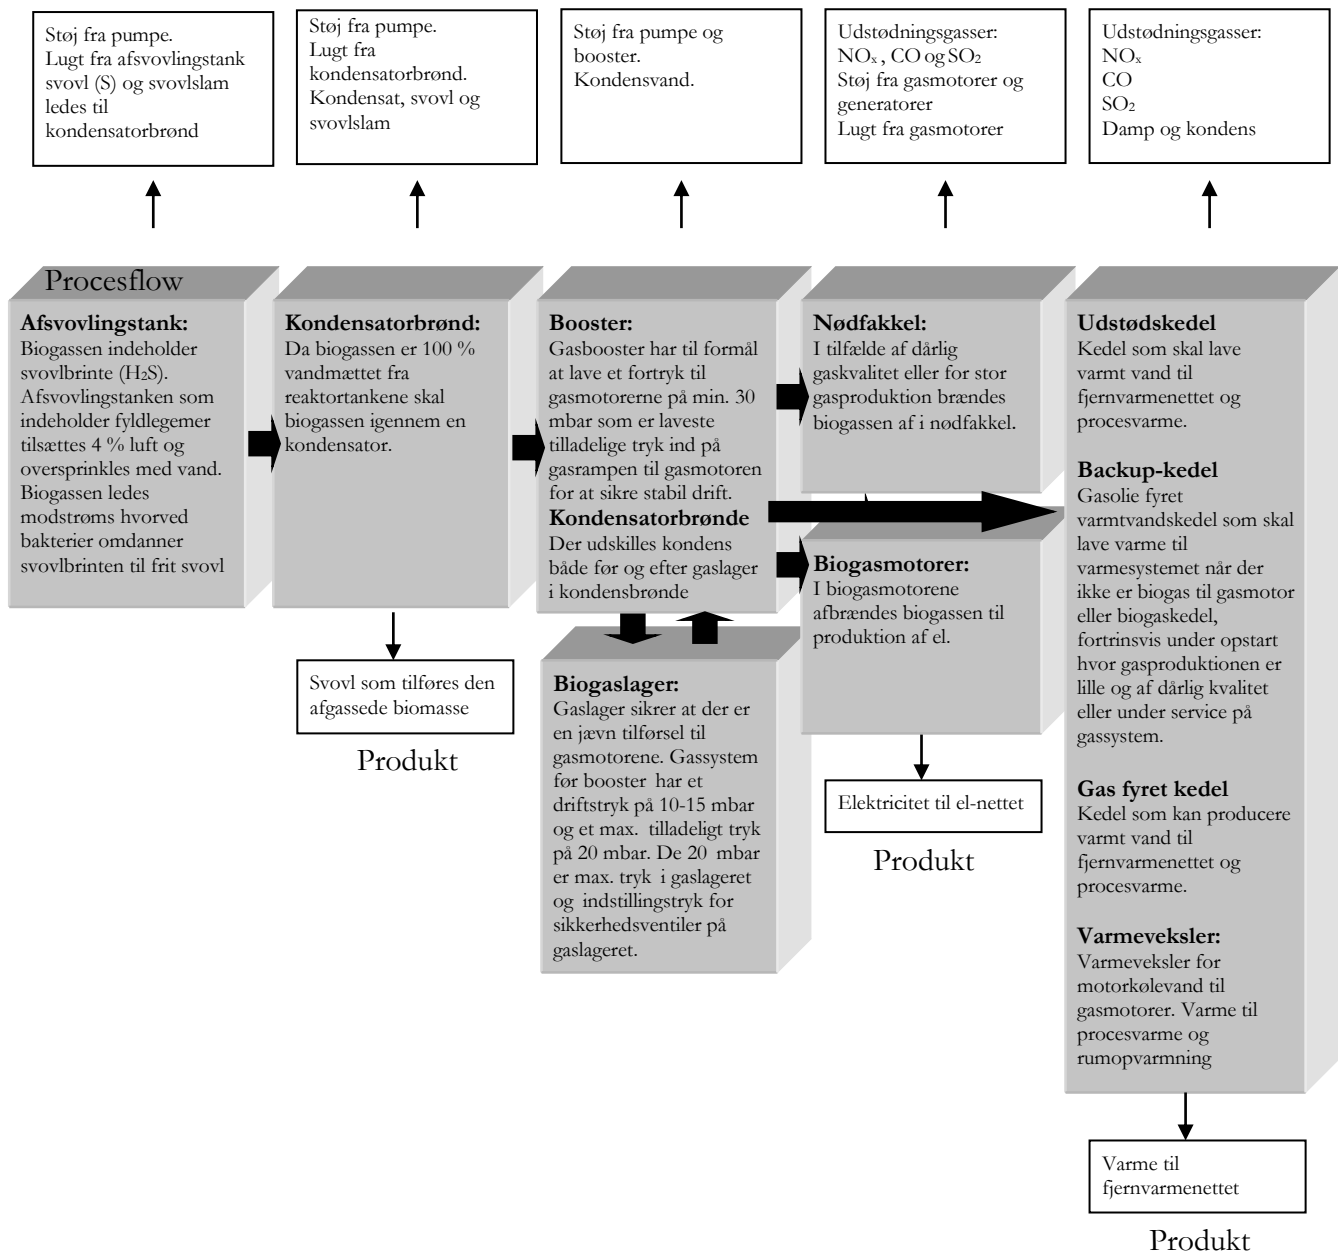 Støj fra pumpe.
Lugt fra afsvovlingstank
svovl (S) og svovlslam
ledes til
kondensatorbrønd
Støj fra pumpe.
Lugt fra
kondensatorbrønd.
Kondensat, svovl og
svovlslam
Støj fra pumpe og
booster.
Kondensvand.
Udstødningsgasser:
NOₓ , CO og SO₂
Støj fra gasmotorer og
generatorer
Lugt fra gasmotorer
Udstødningsgasser:
NOₓ
CO
SO₂
Damp og kondens
Procesflow
Afsvovlingstank:
Biogassen indeholder
svovlbrinte (H₂S).
Afsvovlingstanken som
indeholder fyldlegemer
tilsættes 4 % luft og
oversprinkles med vand.
Biogassen ledes
modstrøms hvorved
bakterier omdanner
svovlbrinten til frit svovl
Kondensatorbrønd:
Da biogassen er 100 %
vandmættet fra
reaktortankene skal
biogassen igennem en
kondensator.
Svovl som tilføres den
afgassede biomasse
Produkt
Booster:
Gasbooster har til formål
at lave et fortryk til
gasmotorerne på min. 30
mbar som er laveste
tilladelige tryk ind på
gasrampen til gasmotoren
for at sikre stabil drift.
Kondensatorbrønde
Der udskilles kondens
både før og efter gaslager
i kondensbrønde
Biogaslager:
Gaslager sikrer at der er
en jævn tilførsel til
gasmotorene. Gassystem
før booster har et
driftstryk på 10-15 mbar
og et max. tilladeligt tryk
på 20 mbar. De 20 mbar
er max. tryk i gaslageret
og indstillingstryk for
sikkerhedsventiler på
gaslageret.
Nødfakkel:
I tilfælde af dårlig
gaskvalitet eller for stor
gasproduktion brændes
biogassen af i nødfakkel.
Biogasmotorer:
I biogasmotorene
afbrændes biogassen til
produktion af el.
Elektricitet til el-nettet
Produkt
Udstødskedel
Kedel som skal lave
varmt vand til
fjernvarmenettet og
procesvarme.
Backup-kedel
Gasolie fyret
varmtvandskedel som skal
lave varme til
varmesystemet når der
ikke er biogas til gasmotor
eller biogaskedel,
fortrinsvis under opstart
hvor gasproduktionen er
lille og af dårlig kvalitet
eller under service på
gassystem.
Gas fyret kedel
Kedel som kan producere
varmt vand til
fjernvarmenettet og
procesvarme.
Varmeveksler:
Varmeveksler for
motorkølevand til
gasmotorer. Varme til
procesvarme og
rumopvarmning
Varme til
fjernvarmenettet
Produkt